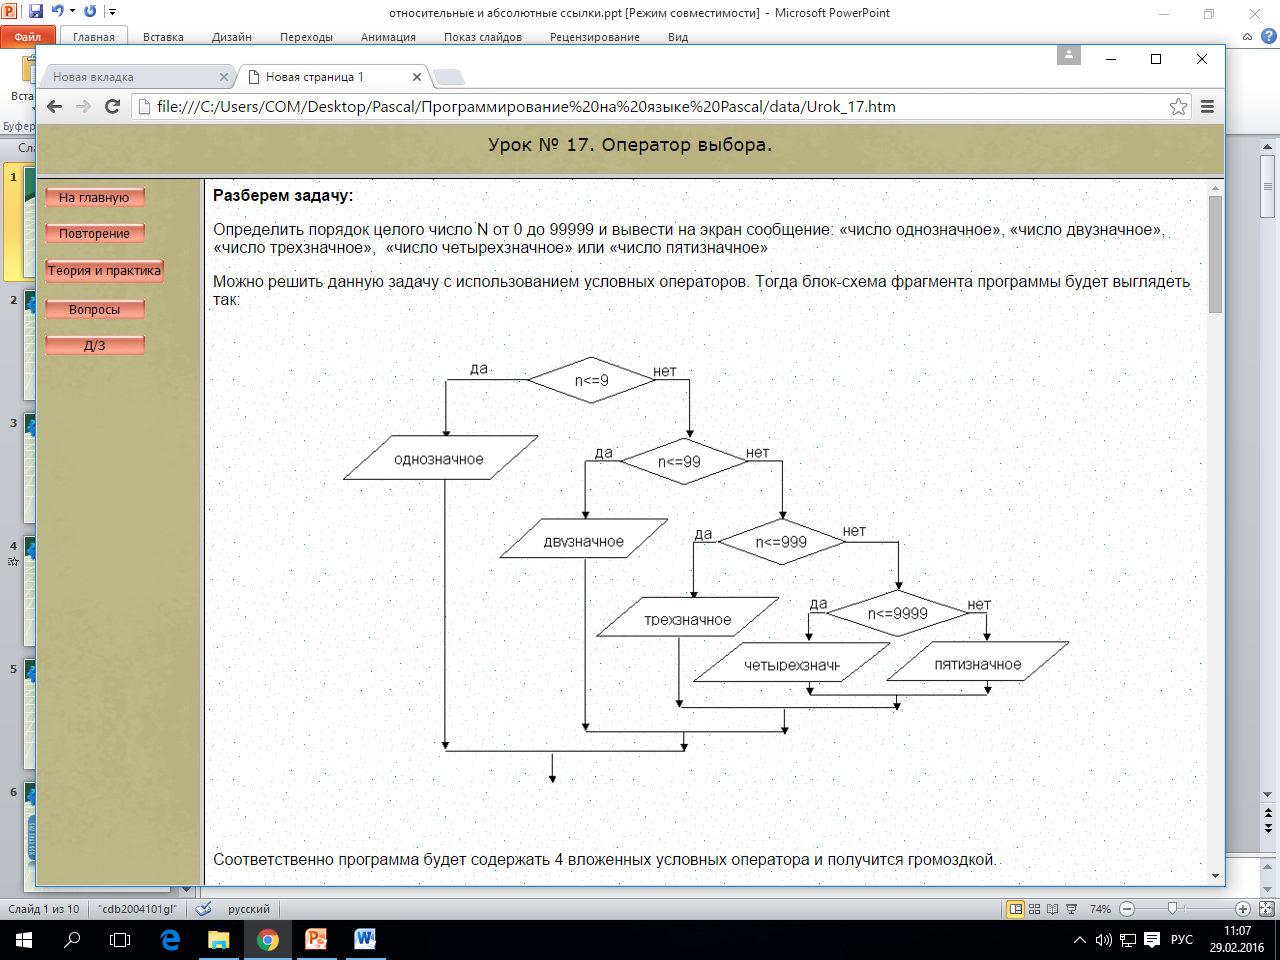 относительные и абсолютные ссылки.ppt [Режим совместимости] - Microsoft PowerPoint
Файл Главная Вставка Дизайн Переходы Анимация Показ слайдов Рецензирование Вид
Новая вкладка
Новая страница 1
file:///C:/Users/COM/Desktop/Pascal/Программирование%20на%20языке%20Pascal/data/Urok_17.htm
Урок № 17. Оператор выбора.
На главную
Повторение
Теория и практика
Вопросы
Д/З
Разберем задачу:
Определить порядок целого число N от 0 до 99999 и вывести на экран сообщение: «число однозначное», «число двузначное»,
«число трехзначное», «число четырехзначное» или «число пятизначное»
Можно решить данную задачу с использованием условных операторов. Тогда блок-схема фрагмента программы будет выглядеть
так:
да
n<=9
нет
однозначное
да
n<=99
нет
двузначное
да
n<=999
нет
трехзначное
да
n<=9999
нет
четырехзначн
пятизначное
Соответственно программа будет содержать 4 вложенных условных оператора и получится громоздкой.
1
2
3
4
5
6
Слайд 1 из 10
"cdb2004101gl"
русский
74%
РУС
11:07
29.02.2016